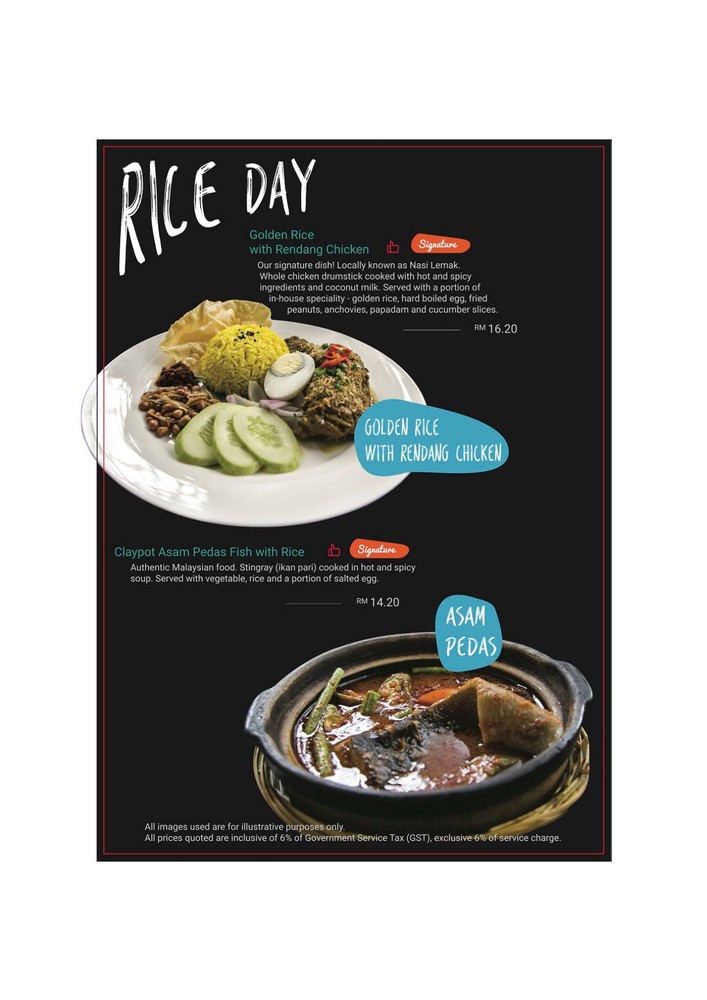 RICE DAY
Golden Rice
with Rendang Chicken
Signature
Our signature dish! Locally known as Nasi Lemak.
Whole chicken drumstick cooked with hot and spicy
ingredients and coconut milk. Served with a portion of
in-house speciality - golden rice, hard boiled egg, fried
peanuts, anchovies, papadam and cucumber slices.
RM 16.20
GOLDEN RICE
WITH RENDANG CHICKEN
Claypot Asam Pedas Fish with Rice
Signature
Authentic Malaysian food. Stingray (ikan pari) cooked in hot and spicy
soup. Served with vegetable, rice and a portion of salted egg.
RM 14.20
ASAM
PEDAS
All images used are for illustrative purposes only.
All prices quoted are inclusive of 6% of Government Service Tax (GST), exclusive 6% of service charge.